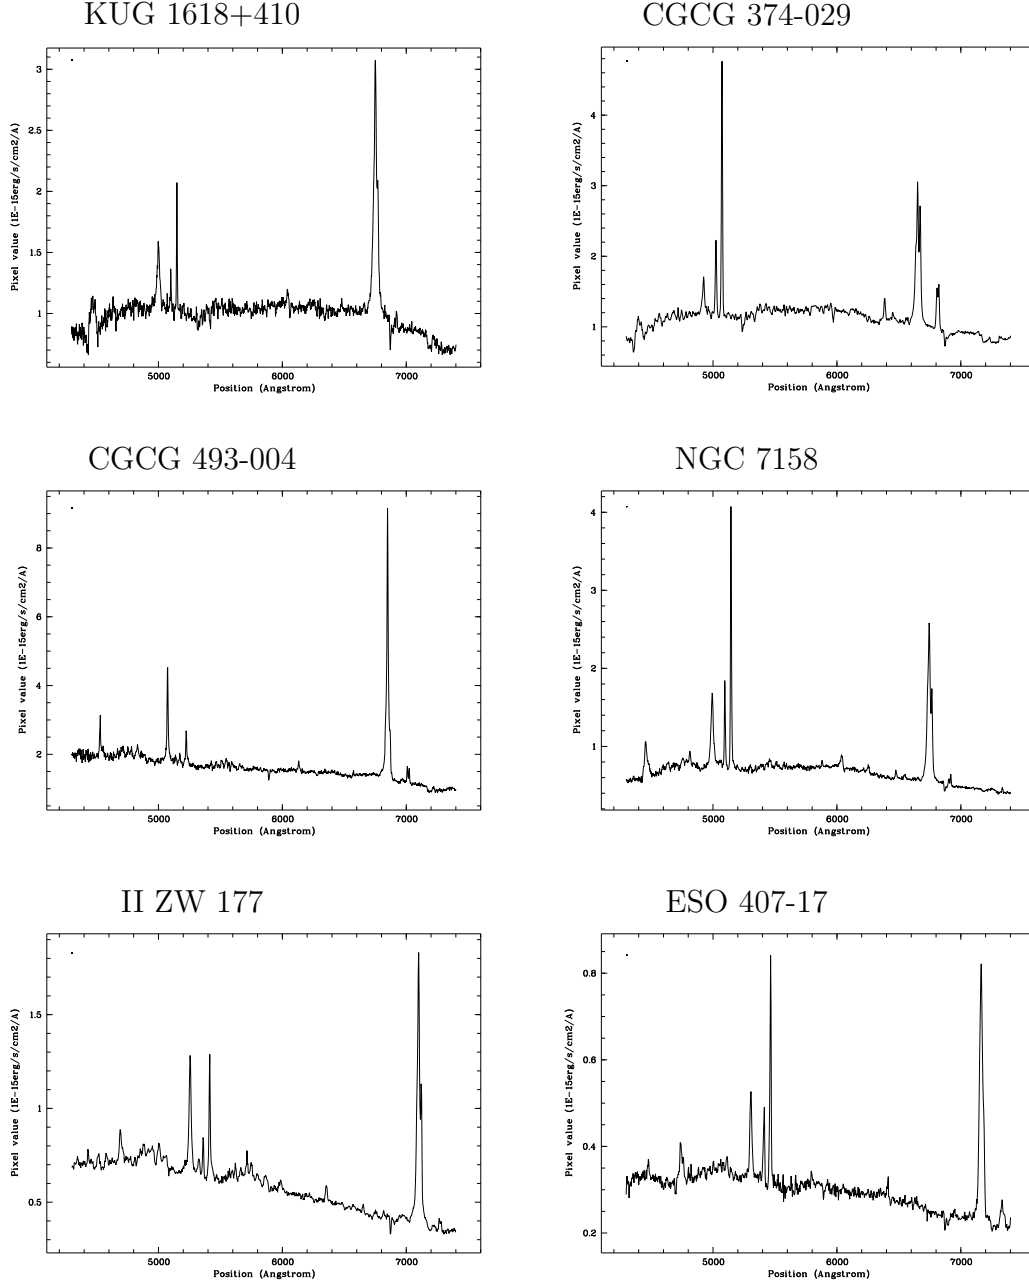 KUG 1618+410
CGCG 374-029
Pixel value (1E-15erg/s/cm2/A)
3
2.5
2
1.5
1
5000 6000 7000
Position (Angstrom)
Pixel value (1E-15erg/s/cm2/A)
4
3
2
1
5000 6000 7000
Position (Angstrom)
CGCG 493-004
NGC 7158
Pixel value (1E-15erg/s/cm2/A)
8
6
4
2
5000 6000 7000
Position (Angstrom)
Pixel value (1E-15erg/s/cm2/A)
4
3
2
1
5000 6000 7000
Position (Angstrom)
II ZW 177
ESO 407-17
Pixel value (1E-15erg/s/cm2/A)
1.5
1
0.5
5000 6000 7000
Position (Angstrom)
Pixel value (1E-15erg/s/cm2/A)
0.8
0.6
0.4
0.2
5000 6000 7000
Position (Angstrom)